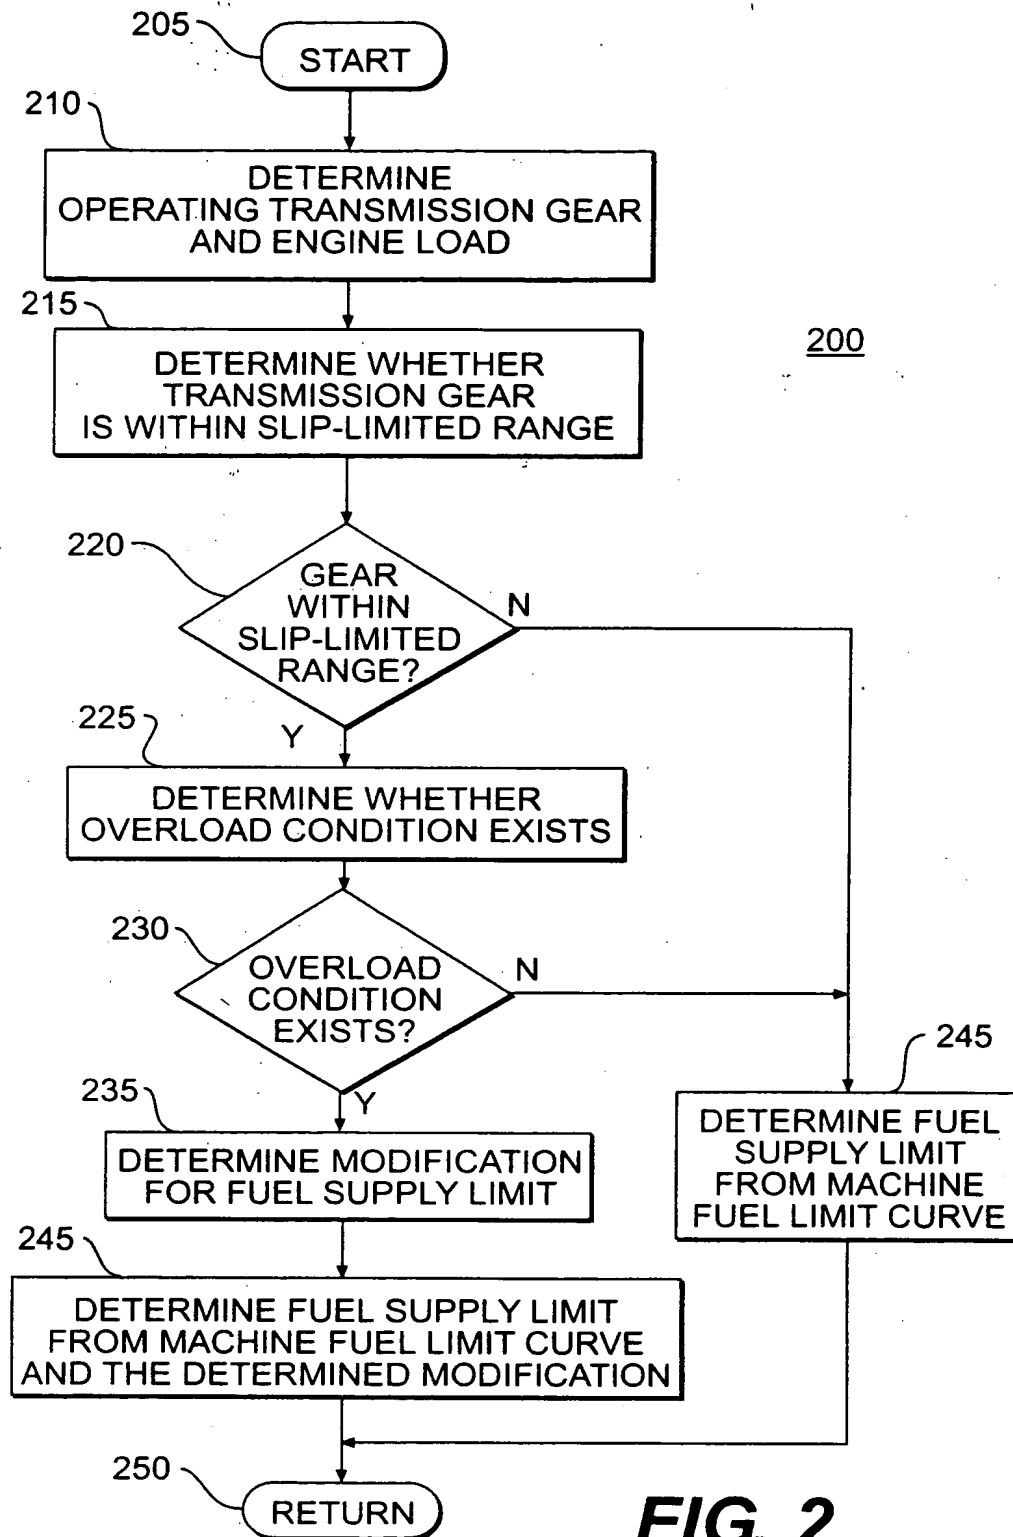 205
START
210
DETERMINE
OPERATING TRANSMISSION GEAR
AND ENGINE LOAD
215
DETERMINE WHETHER
TRANSMISSION GEAR
IS WITHIN SLIP-LIMITED RANGE
200
220
GEAR
WITHIN
SLIP-LIMITED
RANGE?
N
Y
225
DETERMINE WHETHER
OVERLOAD CONDITION EXISTS
230
OVERLOAD
CONDITION
EXISTS?
N
Y
235
DETERMINE MODIFICATION
FOR FUEL SUPPLY LIMIT
245
DETERMINE FUEL
SUPPLY LIMIT
FROM MACHINE
FUEL LIMIT CURVE
245
DETERMINE FUEL SUPPLY LIMIT
FROM MACHINE FUEL LIMIT CURVE
AND THE DETERMINED MODIFICATION
250
RETURN
FIG. 2